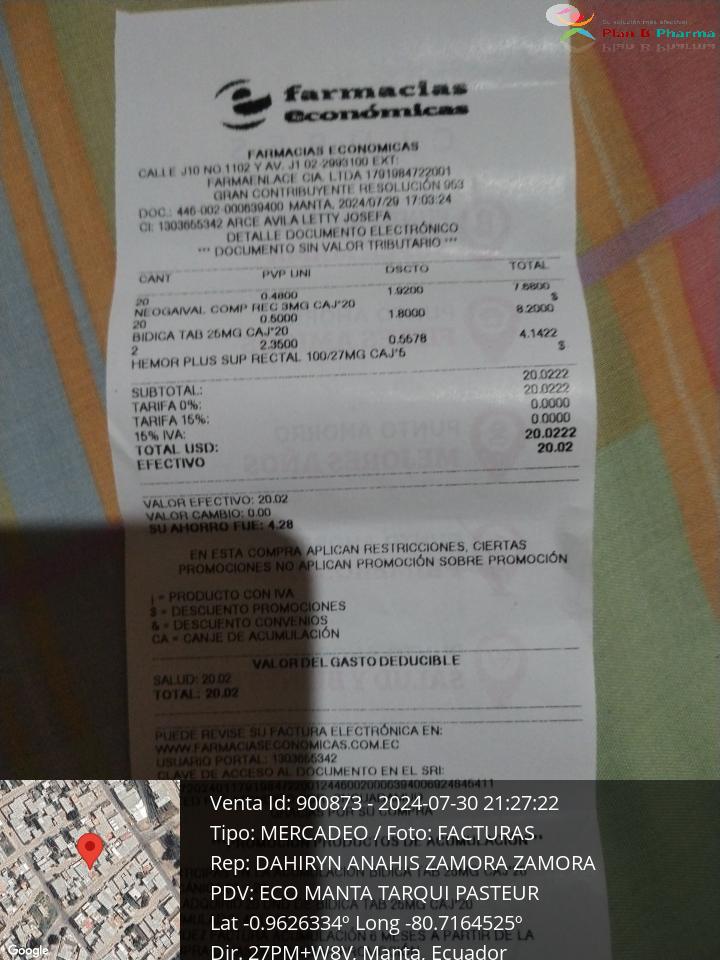 Su solución más efectiva!
Plan B Pharma
farmacias
económicas
FARMACIAS ECONOMICAS
CALLE J10 NO 1102 Y AV. J1 02-2993100 EXT:
FARMAENLACE CIA. LTDA 1791984722001
GRAN CONTRIBUYENTE RESOLUCIÓN 953
DOC.: 446-002-000639400 MANTA, 2024/07/29 17:03:24
CI: 1303655342 ARCE AVILA LETTY JOSEFA
DETALLE DOCUMENTO ELECTRÓNICO
*** DOCUMENTO SIN VALOR TRIBUTARIO ***
CANT PVP UNI DSCTO TOTAL
20 0.4800 1.9200 7.6800
NEOGAIVAL COMP REC 3MG CAJ*20 $
20 0.5000 1.8000 8.2000
BIDICA TAB 25MG CAJ*20
2 2.3500 0.5578 4.1422
HEMOR PLUS SUP RECTAL 100/27MG CAJ*5 $
20.0222
SUBTOTAL: 20.0222
TARIFA 0%: 0.0000
TARIFA 15%: 0.0000
15% IVA: 20.0222
TOTAL USD: 20.02
EFECTIVO
VALOR EFECTIVO: 20.02
VALOR CAMBIO: 0.00
SU AHORRO FUE: 4.28
EN ESTA COMPRA APLICAN RESTRICCIONES, CIERTAS
PROMOCIONES NO APLICAN PROMOCIÓN SOBRE PROMOCIÓN
| = PRODUCTO CON IVA
$ = DESCUENTO PROMOCIONES
& = DESCUENTO CONVENIOS
CA = CANJE DE ACUMULACIÓN
VALOR DEL GASTO DEDUCIBLE
SALUD: 20.02
TOTAL: 20.02
PUEDE REVISE SU FACTURA ELECTRÓNICA EN:
WWW.FARMACIASECONOMICAS.COM.EC
USUARIO PORTAL: 1303655342
CLAVE DE ACCESO AL DOCUMENTO EN EL SRI:
Venta Id: 900873 - 2024-07-30 21:27:22
Tipo: MERCADEO / Foto: FACTURAS
Rep: DAHIRYN ANAHIS ZAMORA ZAMORA
PDV: ECO MANTA TARQUI PASTEUR
Lat -0.9626334º Long -80.7164525º
Dir. 27PM+W8V, Manta, Ecuador
Google